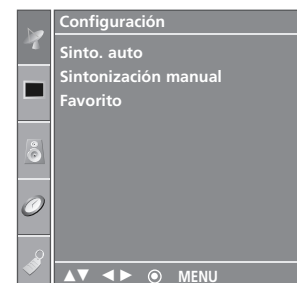 Configuración
Sinto. auto
Sintonización manual
Favorito
MENU